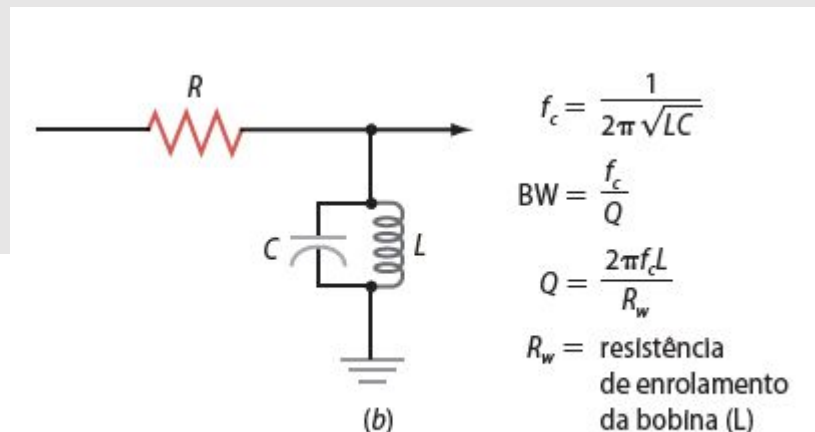 R
C
L
(b)
f_c = 1 / 2π √LC
BW = f_c / Q
Q = 2πf_cL / R_w
R_w = resistência
de enrolamento
da bobina (L)